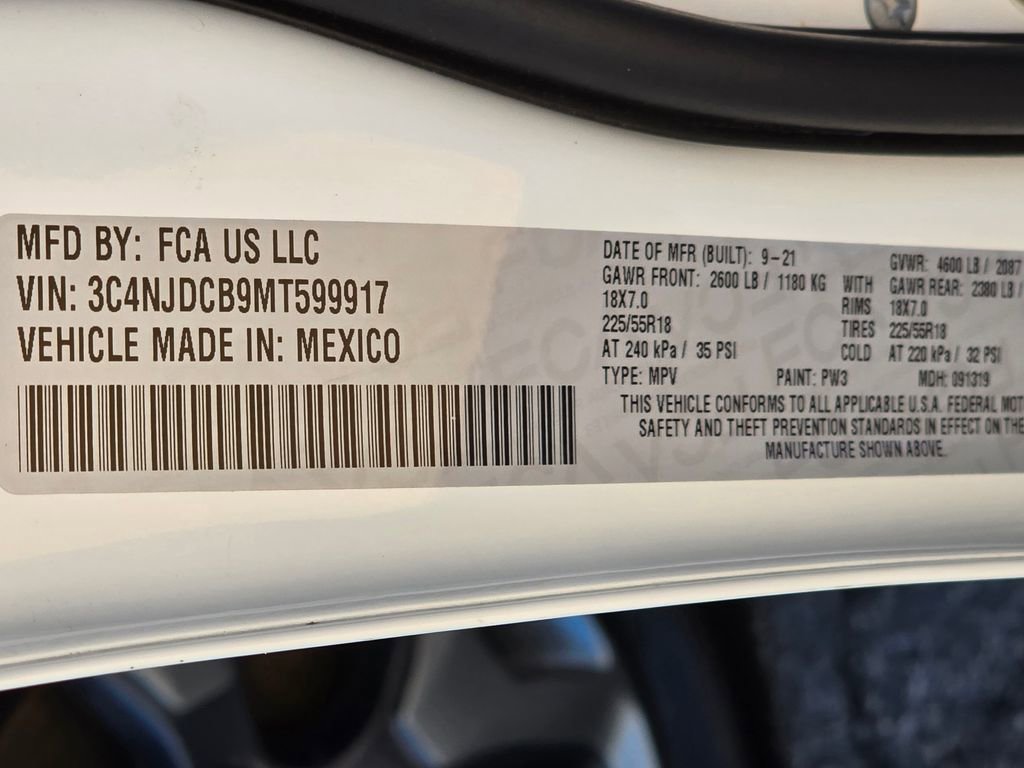 MFD BY: FCA US LLC
VIN: 3C4NJDCB9MT599917
VEHICLE MADE IN: MEXICO
DATE OF MFR (BUILT): 9-21 GVWR: 4600 LB / 2087
GAWR FRONT: 2600 LB / 1180 KG WITH GAWR REAR: 2380 LB /
18X7.0 RIMS 18X7.0
225/55R18 TIRES 225/55R18
AT 240 kPa / 35 PSI COLD AT 220 kPa / 32 PSI
TYPE: MPV PAINT: PW3 MDH: 091319
THIS VEHICLE CONFORMS TO ALL APPLICABLE U.S.A. FEDERAL MOT
SAFETY AND THEFT PREVENTION STANDARDS IN EFFECT ON THE
MANUFACTURE SHOWN ABOVE.